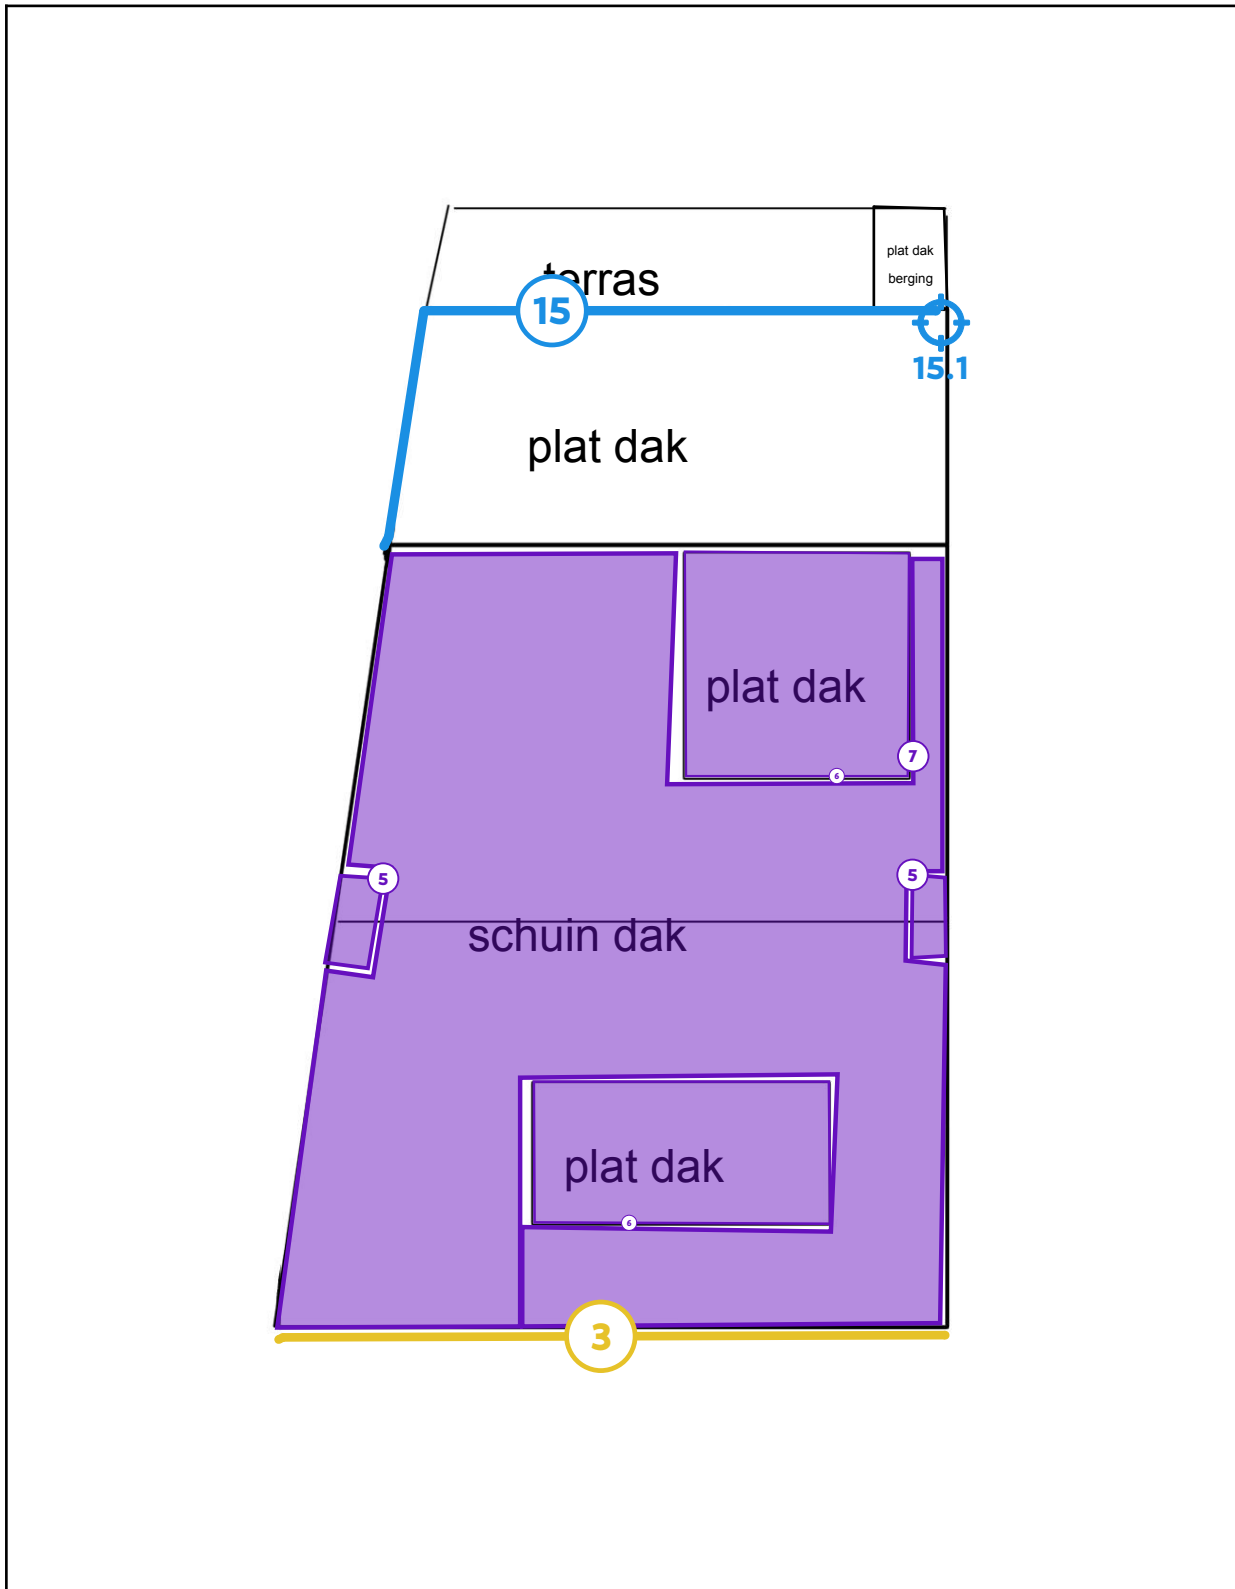 terras
plat dak
berging
15
15.1
plat dak
plat dak
7
6
5
5
schuin dak
plat dak
6
3